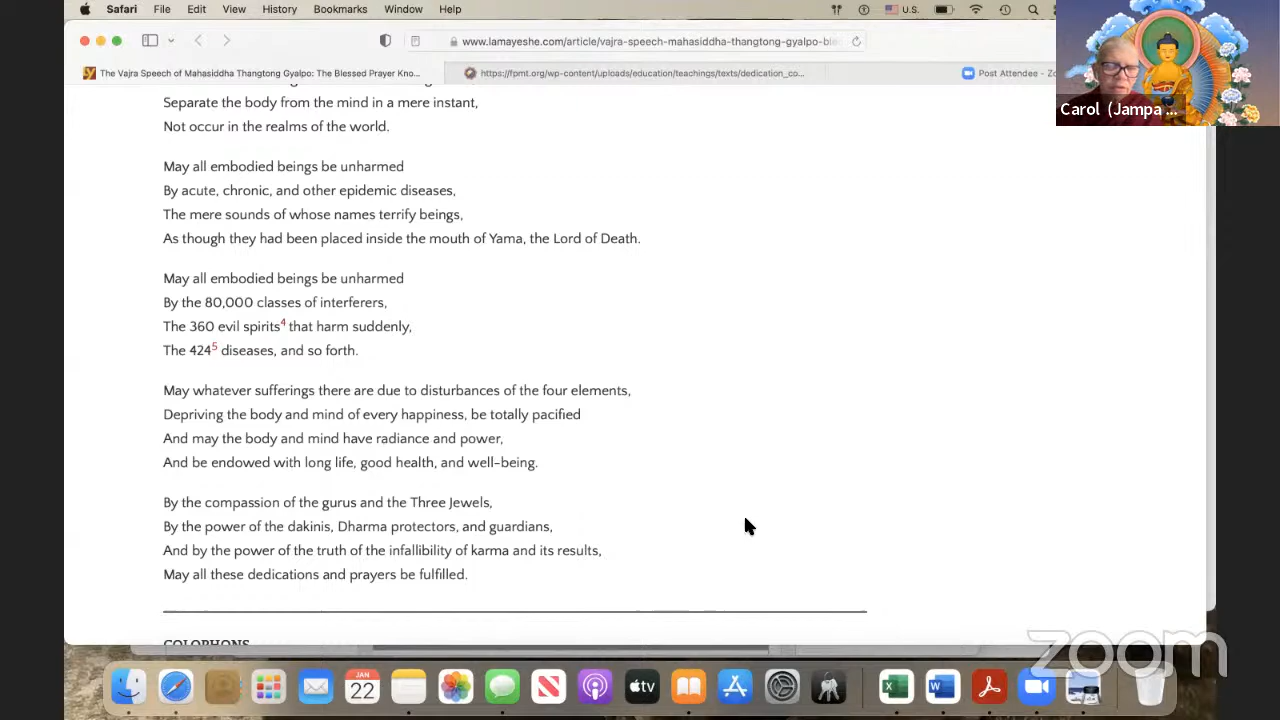 Safari File Edit View History Bookmarks Window Help U.S.
www.lamayeshe.com/article/vajra-speech-mahasiddha-thangtong-gyalpo-ble
The Vajra Speech of Mahasiddha Thangtong Gyalpo: The Blessed Prayer Kno... https://fpmt.org/wp-content/uploads/education/teachings/texts/dedication_co... Post Attendee - Zo
Carol (Jampa ...
Separate the body from the mind in a mere instant,
Not occur in the realms of the world.
May all embodied beings be unharmed
By acute, chronic, and other epidemic diseases,
The mere sounds of whose names terrify beings,
As though they had been placed inside the mouth of Yama, the Lord of Death.
May all embodied beings be unharmed
By the 80,000 classes of interferers,
The 360 evil spirits4 that harm suddenly,
The 4245 diseases, and so forth.
May whatever sufferings there are due to disturbances of the four elements,
Depriving the body and mind of every happiness, be totally pacified
And may the body and mind have radiance and power,
And be endowed with long life, good health, and well-being.
By the compassion of the gurus and the Three Jewels,
By the power of the dakinis, Dharma protectors, and guardians,
And by the power of the truth of the infallibility of karma and its results,
May all these dedications and prayers be fulfilled.
COLOPHONS
zoom
JAN
22
tv